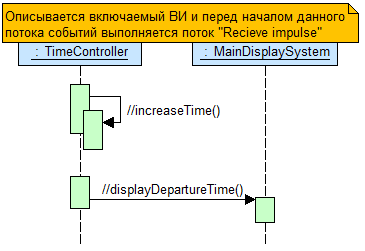 Описывается включаемый ВИ и перед началом данного
потока событий выполняется поток "Recieve impulse"
: TimeController
: MainDisplaySystem
//increaseTime()
//displayDepartureTime()